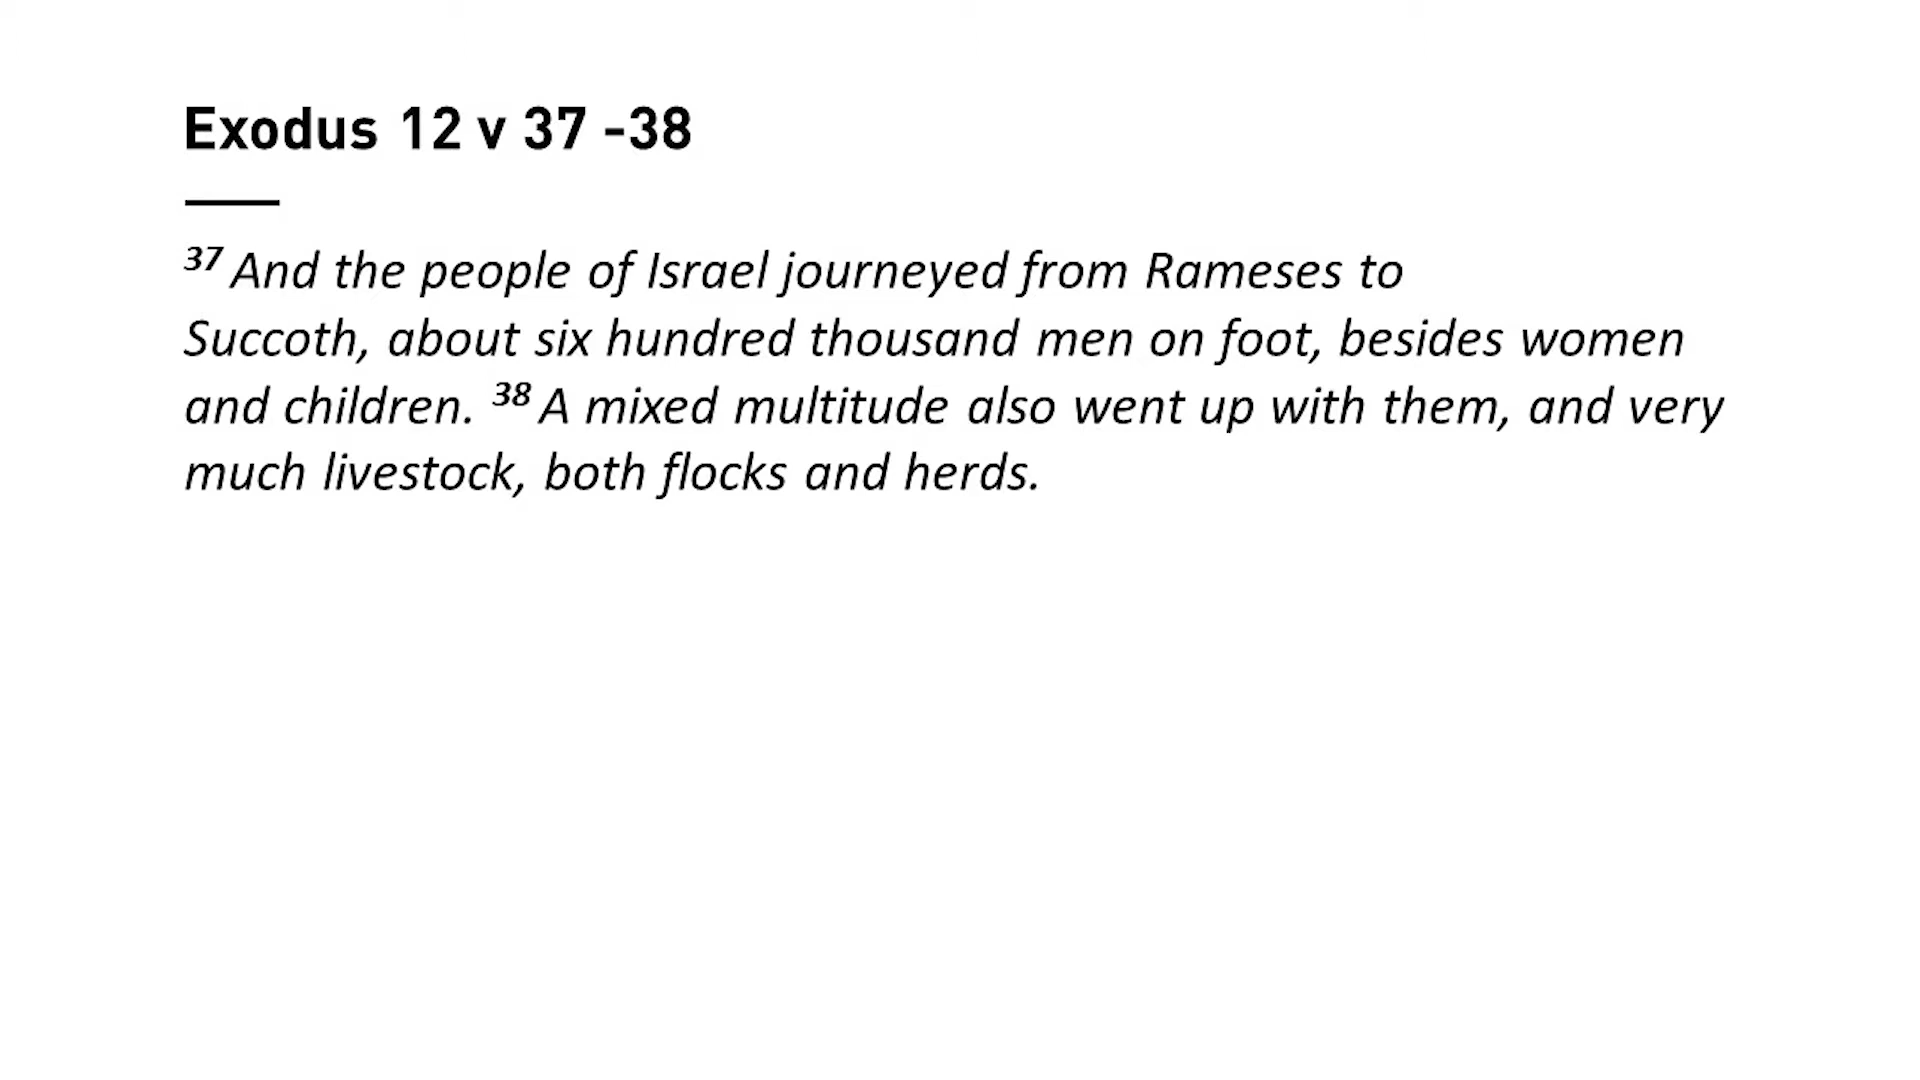 Exodus 12 v 37 -38
37 And the people of Israel journeyed from Rameses to
Succoth, about six hundred thousand men on foot, besides women
and children. 38 A mixed multitude also went up with them, and very
much livestock, both flocks and herds.